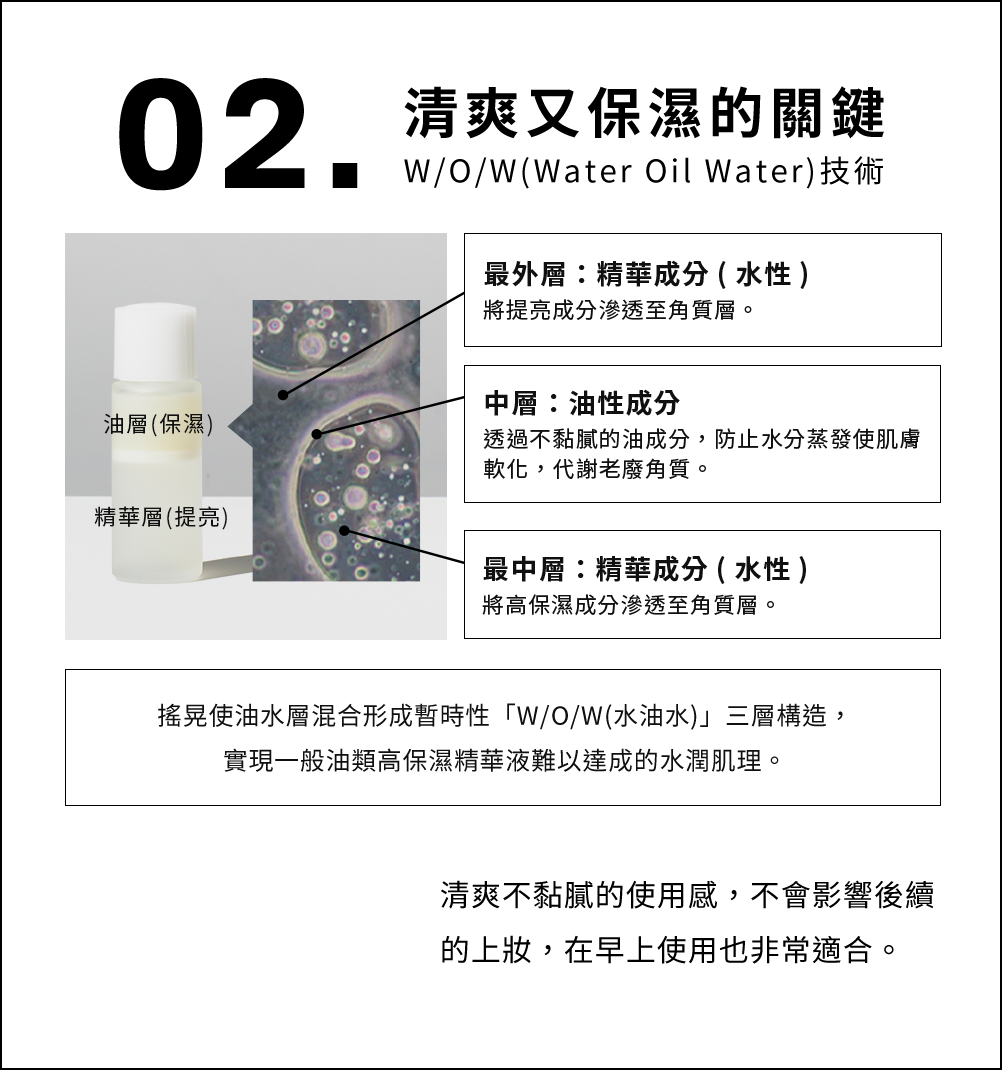 02.
清爽又保濕的關鍵
W/O/W(Water Oil Water)技術
油層(保濕)
精華層(提亮)
最外層：精華成分 ( 水性 )
將提亮成分滲透至角質層。
中層：油性成分
透過不黏膩的油成分，防止水分蒸發使肌膚
軟化，代謝老廢角質。
最中層：精華成分 ( 水性 )
將高保濕成分滲透至角質層。
搖晃使油水層混合形成暫時性「W/O/W(水油水)」三層構造，
實現一般油類高保濕精華液難以達成的水潤肌理。
清爽不黏膩的使用感，不會影響後續
的上妝，在早上使用也非常適合。